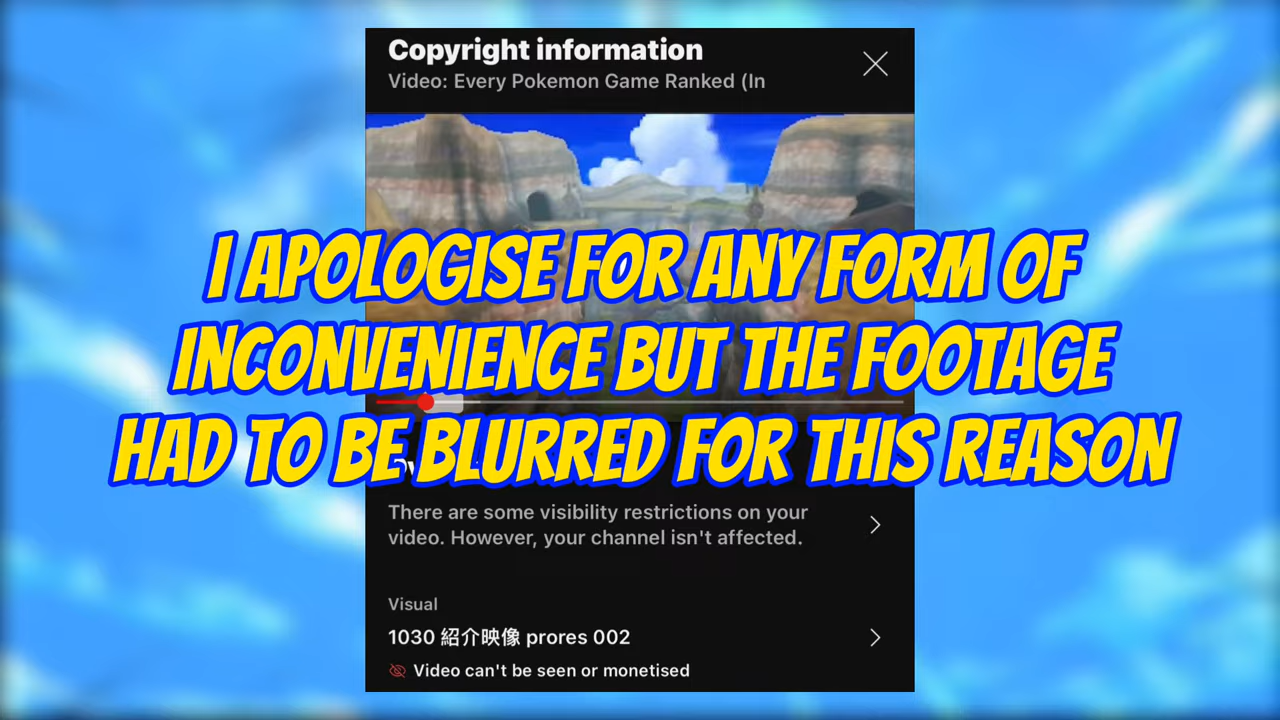 Copyright information
Video: Every Pokemon Game Ranked (In
I APOLOGISE FOR ANY FORM OF
INCONVENIENCE BUT THE FOOTAGE
HAD TO BE BLURRED FOR THIS REASON
There are some visibility restrictions on your
video. However, your channel isn't affected.
Visual
1030 紹介映像 prores 002
Video can't be seen or monetised